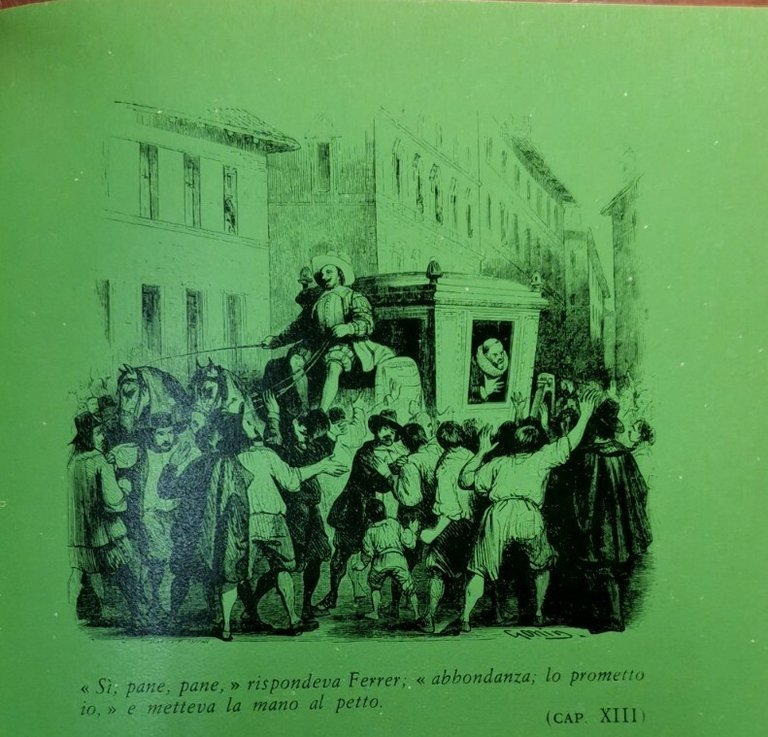 « Sì, pane, pane, » rispondeva Ferrer; « abbondanza; lo prometto
io, » e metteva la mano al petto.
(CAP. XIII)